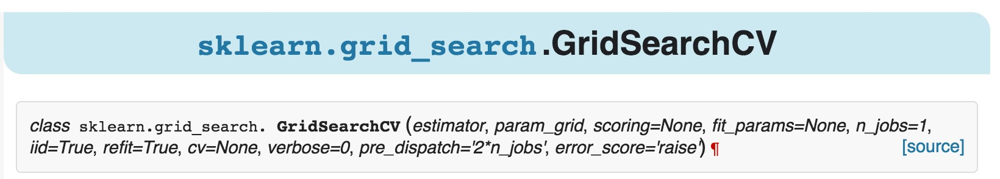 sklearn.grid_search.GridSearchCV
class sklearn.grid_search. GridSearchCV (estimator, param_grid, scoring=None, fit_params=None, n_jobs=1,
iid=True, refit=True, cv=None, verbose=0, pre_dispatch='2*n_jobs', error_score='raise') ¶ [source]